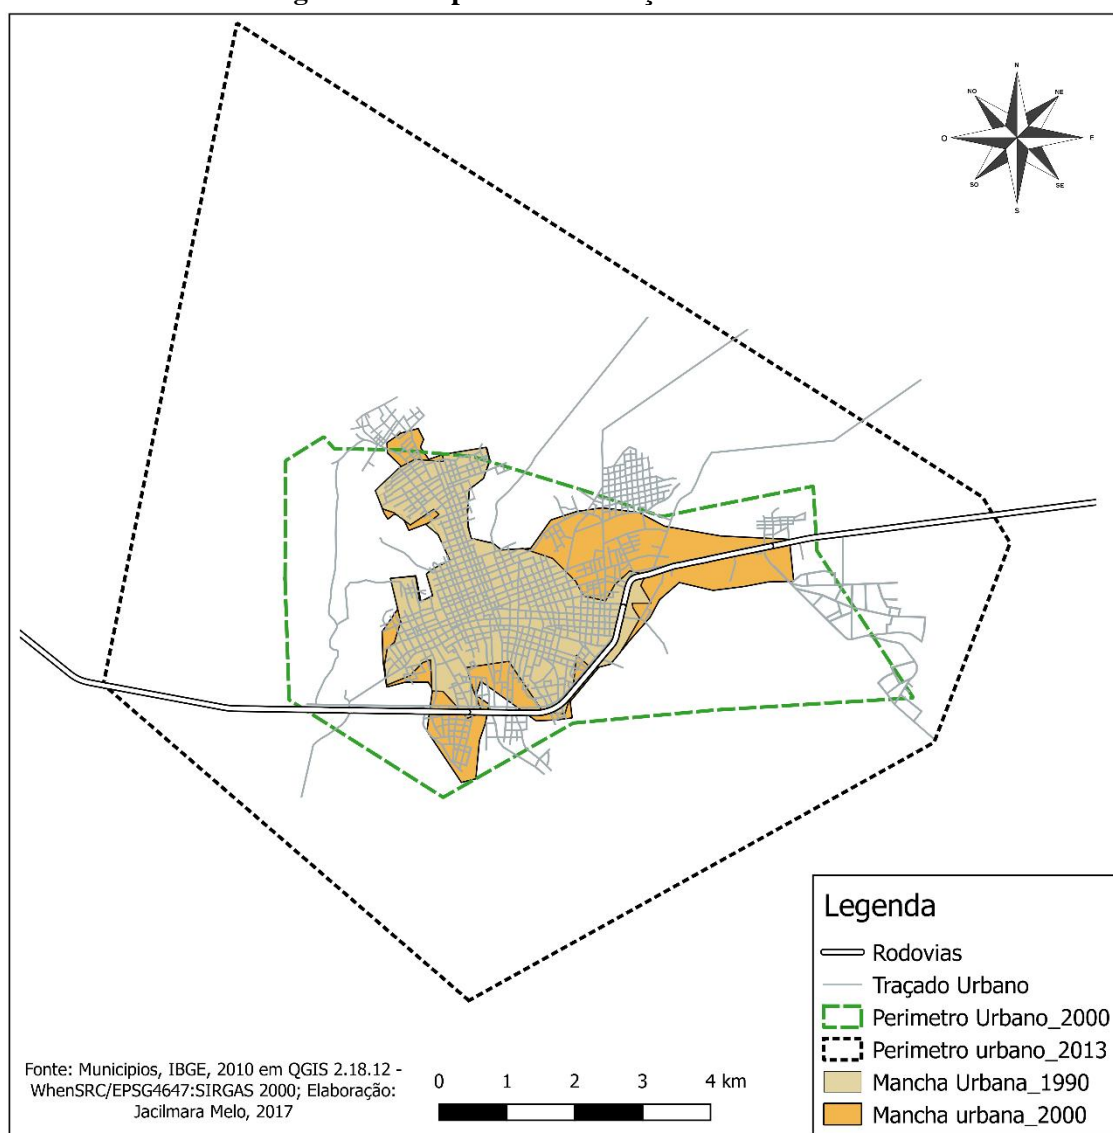 N
NO
NE
O
E
SO
SE
S
Legenda
Rodovias
Traçado Urbano
Perimetro Urbano_2000
Perimetro urbano_2013
Mancha Urbana_1990
Mancha urbana_2000
Fonte: Municipios, IBGE, 2010 em QGIS 2.18.12 -
WhenSRC/EPSG4647:SIRGAS 2000; Elaboração:
Jacilmara Melo, 2017
0 1 2 3 4 km